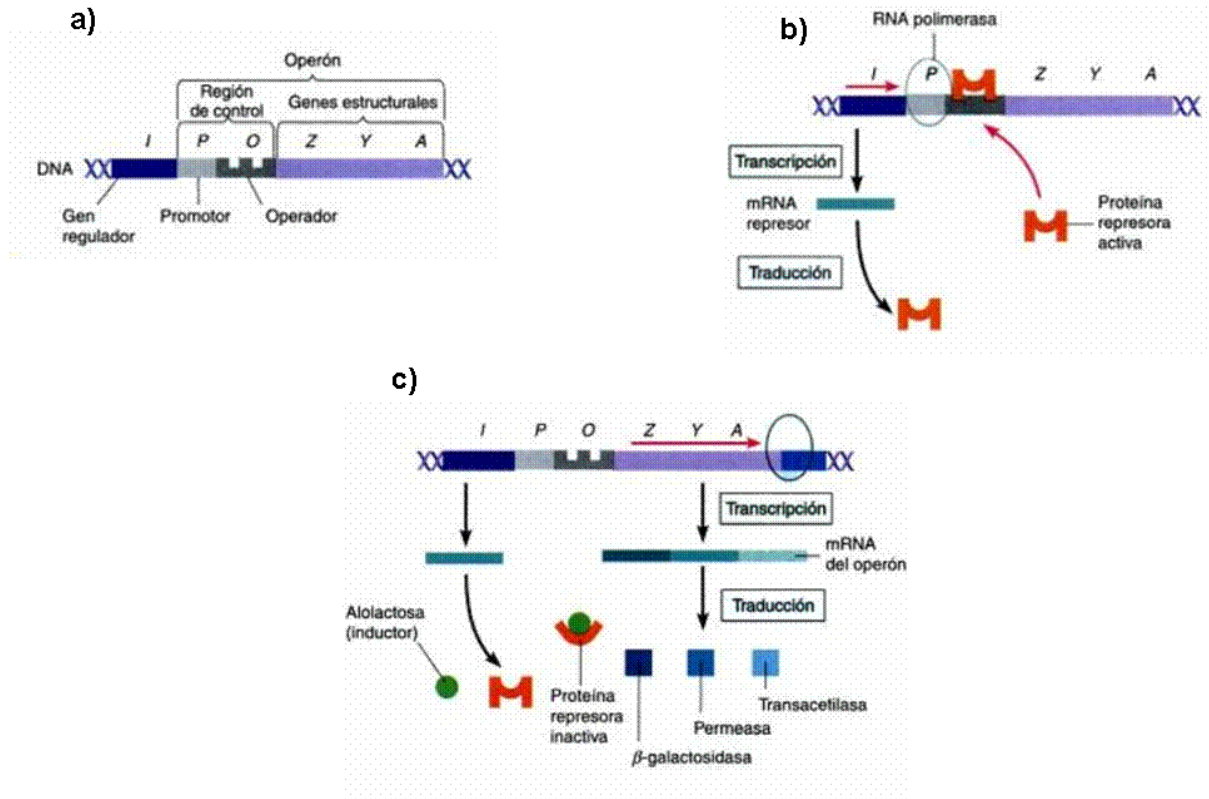 a)
Operón
Región
de control
Genes estructurales
I P O Z Y A
DNA
Gen
regulador
Promotor
Operador
b)
RNA polimerasa
I P Z Y A
Transcripción
mRNA
represor
Proteína
represora
activa
Traducción
c)
I P O Z Y A
Transcripción
mRNA
del operón
Traducción
Alolactosa
(inductor)
Proteína
represora
inactiva
Transacetilasa
Permeasa
β-galactosidasa